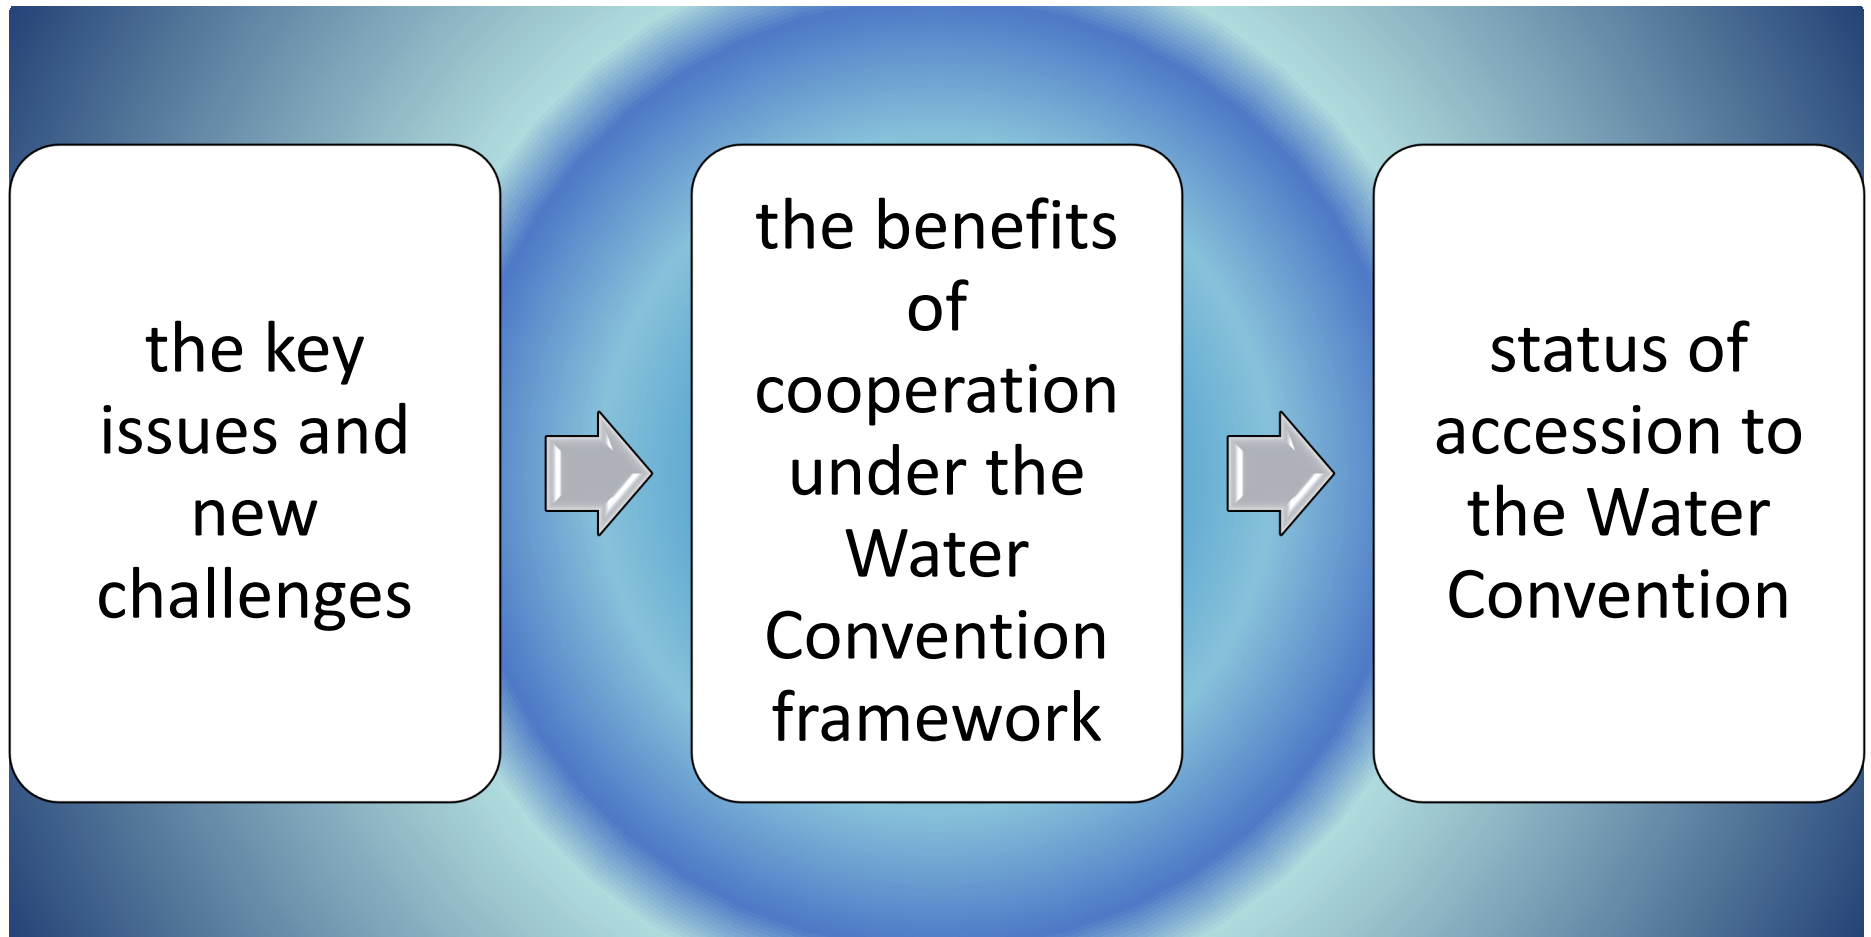 the key
issues and
new
challenges
the benefits
of
cooperation
under the
Water
Convention
framework
status of
accession to
the Water
Convention